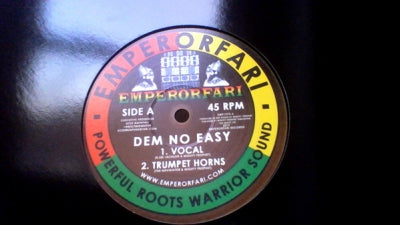 EMPERORFARI
EMPERORFARI
SIDE A
45 RPM
DEM NO EASY
1. VOCAL
2. TRUMPET HORNS
WWW.EMPERORFARI.COM
POWERFUL ROOTS WARRIOR SOUND